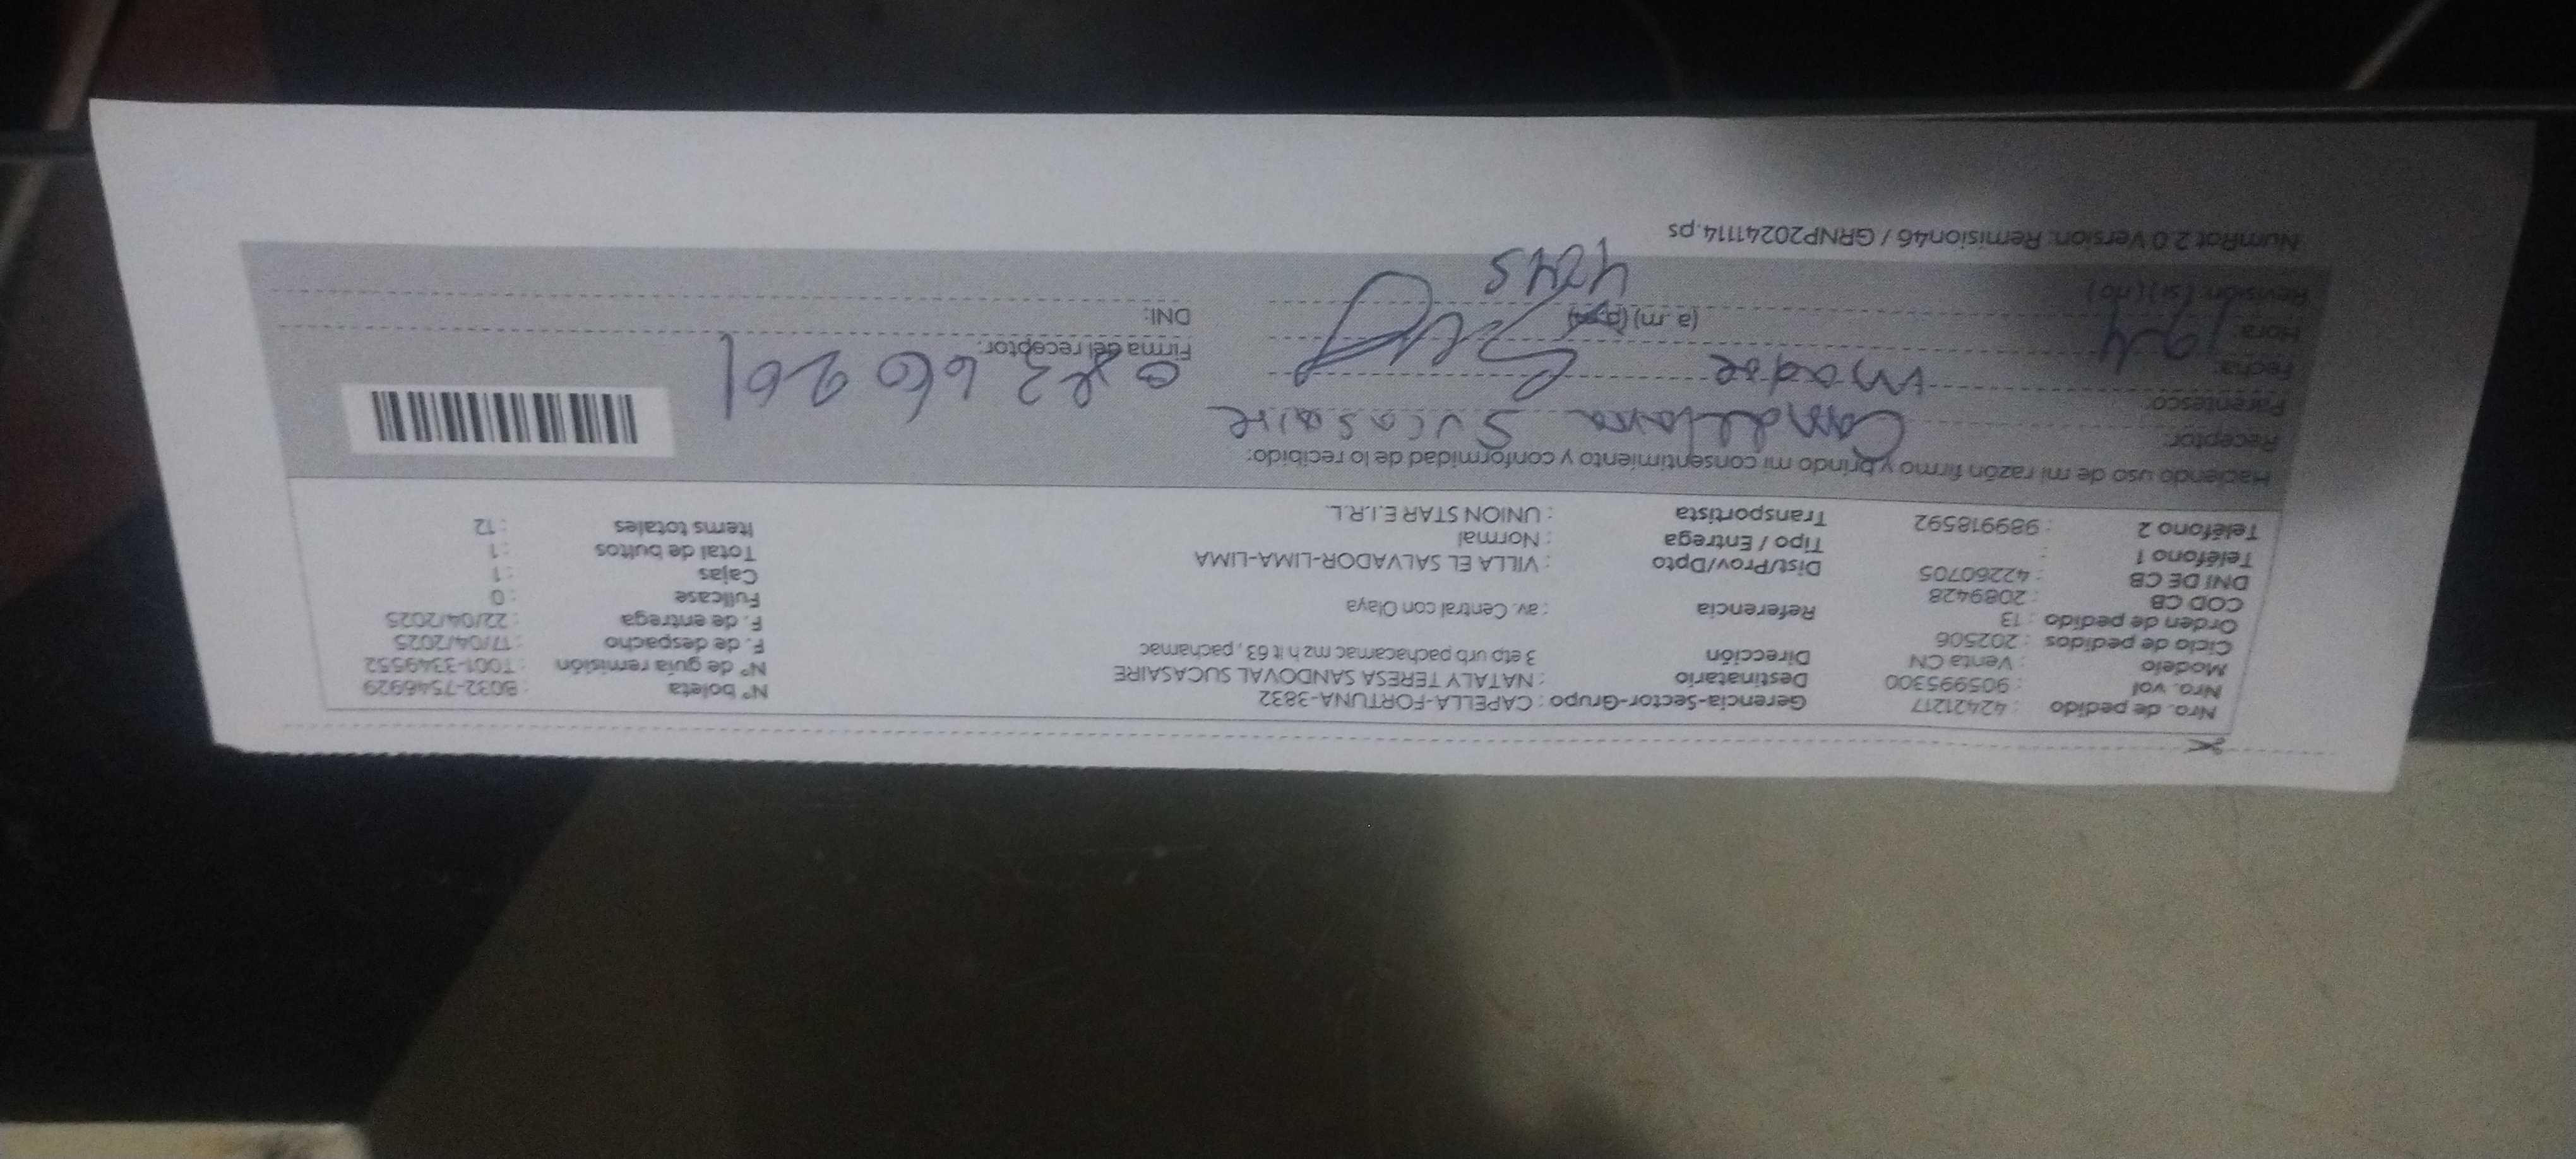 Nro. de pedido : 42421217 Gerencia-Sector-Grupo : CAPELLA-FORTUNA-3832 N° boleta : B032-7546929
Nro. vol : 905995300 Destinatario : NATALY TERESA SANDOVAL SUCASAIRE N° de guía remisión : T001-3349552
Modelo : Venta CN Dirección 3 etp urb pachacamac mz h lt 63, pachamac F. de despacho : 17/04/2025
Ciclo de pedidos : 202506 F. de entrega : 22/04/2025
Orden de pedido : 13 Referencia : av. Central con Olaya Fullcase : 0
COD CB : 2089428 Cajas : 1
DNI DE CB : 42260705 Dist/Prov/Dpto : VILLA EL SALVADOR-LIMA-LIMA Total de bultos : 1
Teléfono 1 : Tipo / Entrega : Normal Items totales : 12
Teléfono 2 : 989918592 Transportista : UNION STAR E.I.R.L.
Haciendo uso de mi razón firmo y brindo mi consentimiento y conformidad de lo recibido:
Receptor: Candelaria Sucasaire
Parentesco: madre
Fecha: 19-4 Firma del receptor:
Hora: (a. m) (p.m) DNI:
Revisión: (si) (no) 4045
NumRot 2.0 Version: Remision46 / GRNP20241114.ps